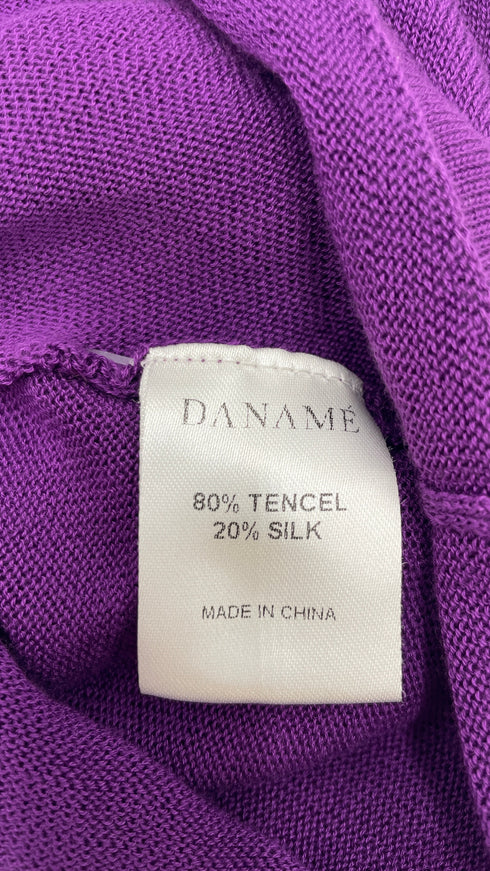 DANAMÉ
80% TENCEL
20% SILK
MADE IN CHINA